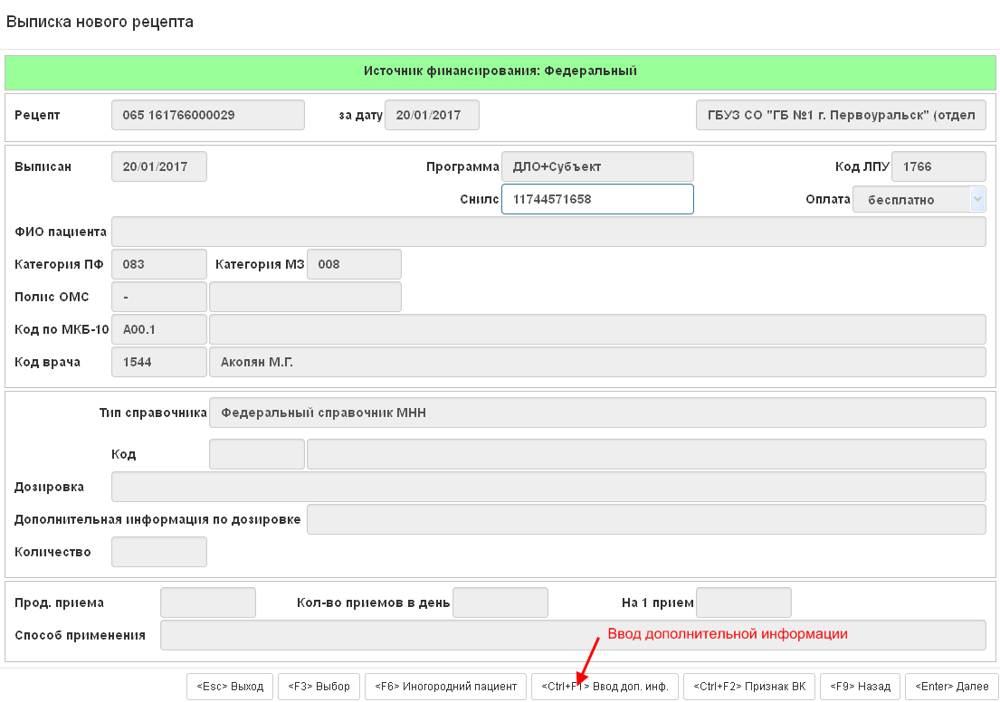 Выписка нового рецепта
Источник финансирования: Федеральный
Рецепт 065 161766000029 за дату 20/01/2017 ГБУЗ СО "ГБ №1 г. Первоуральск" (отдел
Выписан 20/01/2017 Программа ДЛО+Субъект Код ЛПУ 1766
Снилс 11744571658 Оплата бесплатно
ФИО пациента
Категория ПФ 083 Категория МЗ 008
Полис ОМС -
Код по МКБ-10 A00.1
Код врача 1544 Акопян М.Г.
Тип справочника Федеральный справочник МНН
Код
Дозировка
Дополнительная информация по дозировке
Количество
Прод. приема Кол-во приемов в день На 1 прием
Способ применения
Ввод дополнительной информации
<Esc> Выход <F3> Выбор <F6> Иногородний пациент <Ctrl+F1> Ввод доп. инф. <Ctrl+F2> Признак ВК <F9> Назад <Enter> Далее